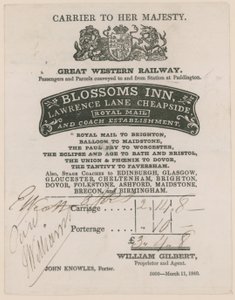 CARRIER TO HER MAJESTY.
GREAT WESTERN RAILWAY.
Passengers and Parcels conveyed to and from Station at Paddington.
BLOSSOMS INN,
LAWRENCE LANE CHEAPSIDE,
ROYAL MAIL
AND COACH ESTABLISHMENT.
ROYAL MAIL TO BRIGHTON,
BALLOON TO MAIDSTONE,
THE PAUL PRY TO WORCESTER,
THE ECLIPSE AND AGE TO BATH AND BRISTOL,
THE UNION & PHŒNIX TO DOVOR,
THE TANTIVY TO FAVERSHAM.
Also, Stage Coaches to EDINBURGH, GLASGOW,
GLOUCESTER, CHELTENHAM, BRIGHTON,
DOVOR, FOLKSTONE, ASHFORD, MAIDSTONE,
BRECON, and BIRMINGHAM.
Carriage
Porterage
£
WILLIAM GILBERT,
Proprietor and Agent.
JOHN KNOWLES, Porter.
March 11, 1840.